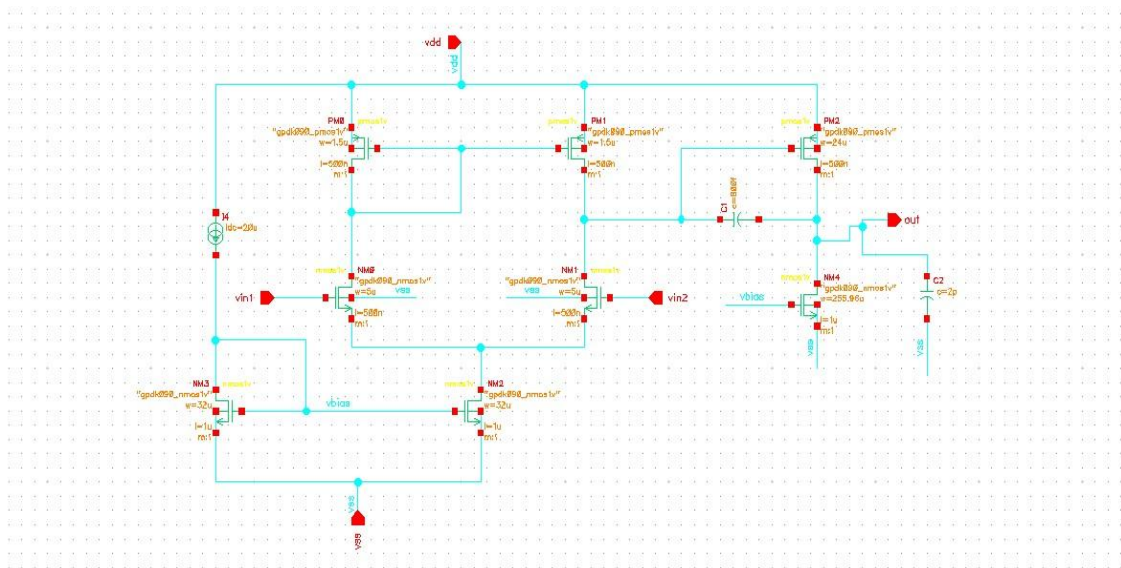 vdd
vdd
PM0
pmos1v
"gpdk090_pmos1v"
w=1.5u
l=500n
m:1
PM1
pmos1v
"gpdk090_pmos1v"
w=1.5u
l=500n
m:1
PM2
pmos1v
"gpdk090_pmos1v"
w=24u
l=500n
m:1
I4
idc=20u
C1
c=800f
out
NM0
nmos1v
"gpdk090_nmos1v"
w=5u
vss
l=500n
m:1
vin1
NM1
nmos1v
"gpdk090_nmos1v"
vss
w=5u
l=500n
m:1
vin2
NM4
nmos1v
"gpdk090_nmos1v"
vbias
w=255.96u
l=1u
m:1
vss
C2
c=2p
vss
NM3
nmos1v
"gpdk090_nmos1v"
w=32u
l=1u
m:1
vbias
NM2
nmos1v
"gpdk090_nmos1v"
w=32u
l=1u
m:1
vss
vss